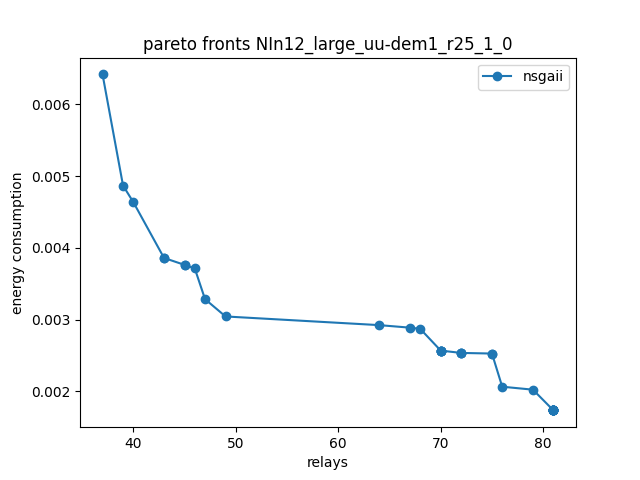 pareto fronts NIn12_large_uu-dem1_r25_1_0
nsgaii
energy consumption
0.006
0.005
0.004
0.003
0.002
40 50 60 70 80
relays